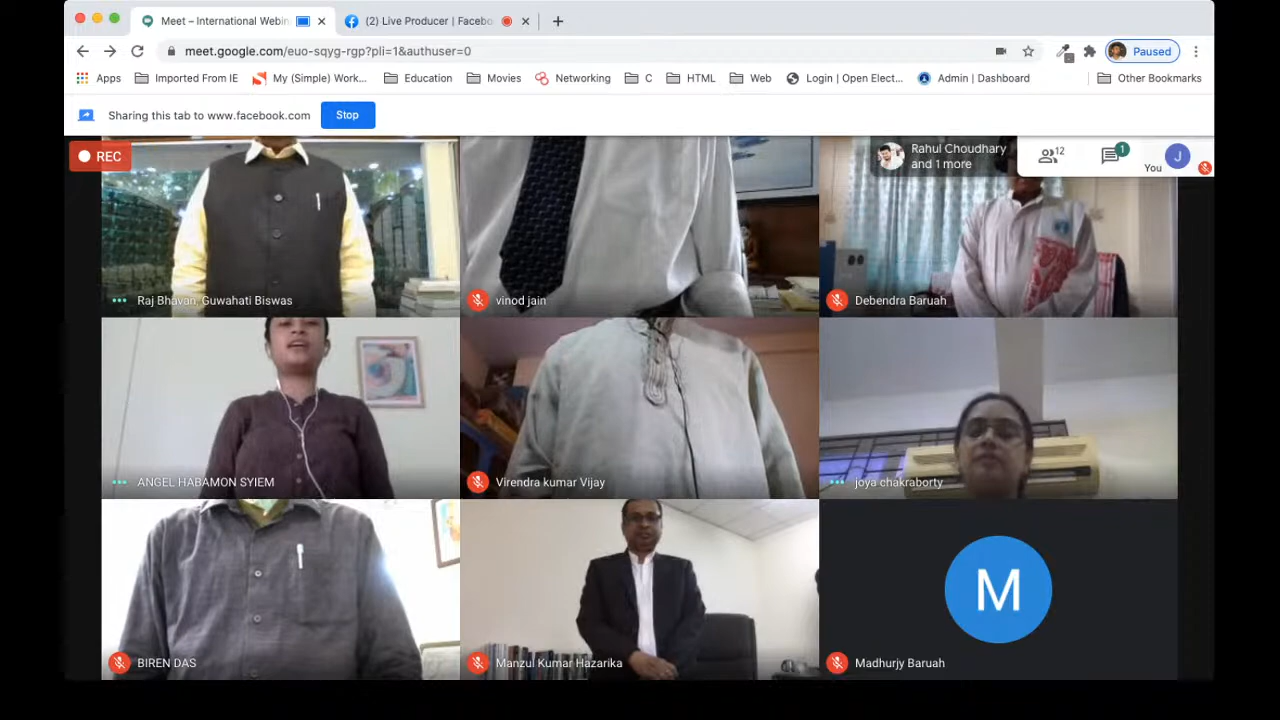 Meet – International Webin
(2) Live Producer | Facebo
meet.google.com/euo-sqyg-rgp?pli=1&authuser=0
Paused
Apps
Imported From IE
My (Simple) Work...
Education
Movies
Networking
C
HTML
Web
Login | Open Elect...
Admin | Dashboard
Other Bookmarks
Sharing this tab to www.facebook.com
Stop
REC
Rahul Choudhary
and 1 more
12
1
You
J
Raj Bhavan, Guwahati Biswas
vinod jain
Debendra Baruah
ANGEL HABAMON SYIEM
Virendra kumar Vijay
joya chakraborty
M
BIREN DAS
Manzul Kumar Hazarika
Madhurjy Baruah